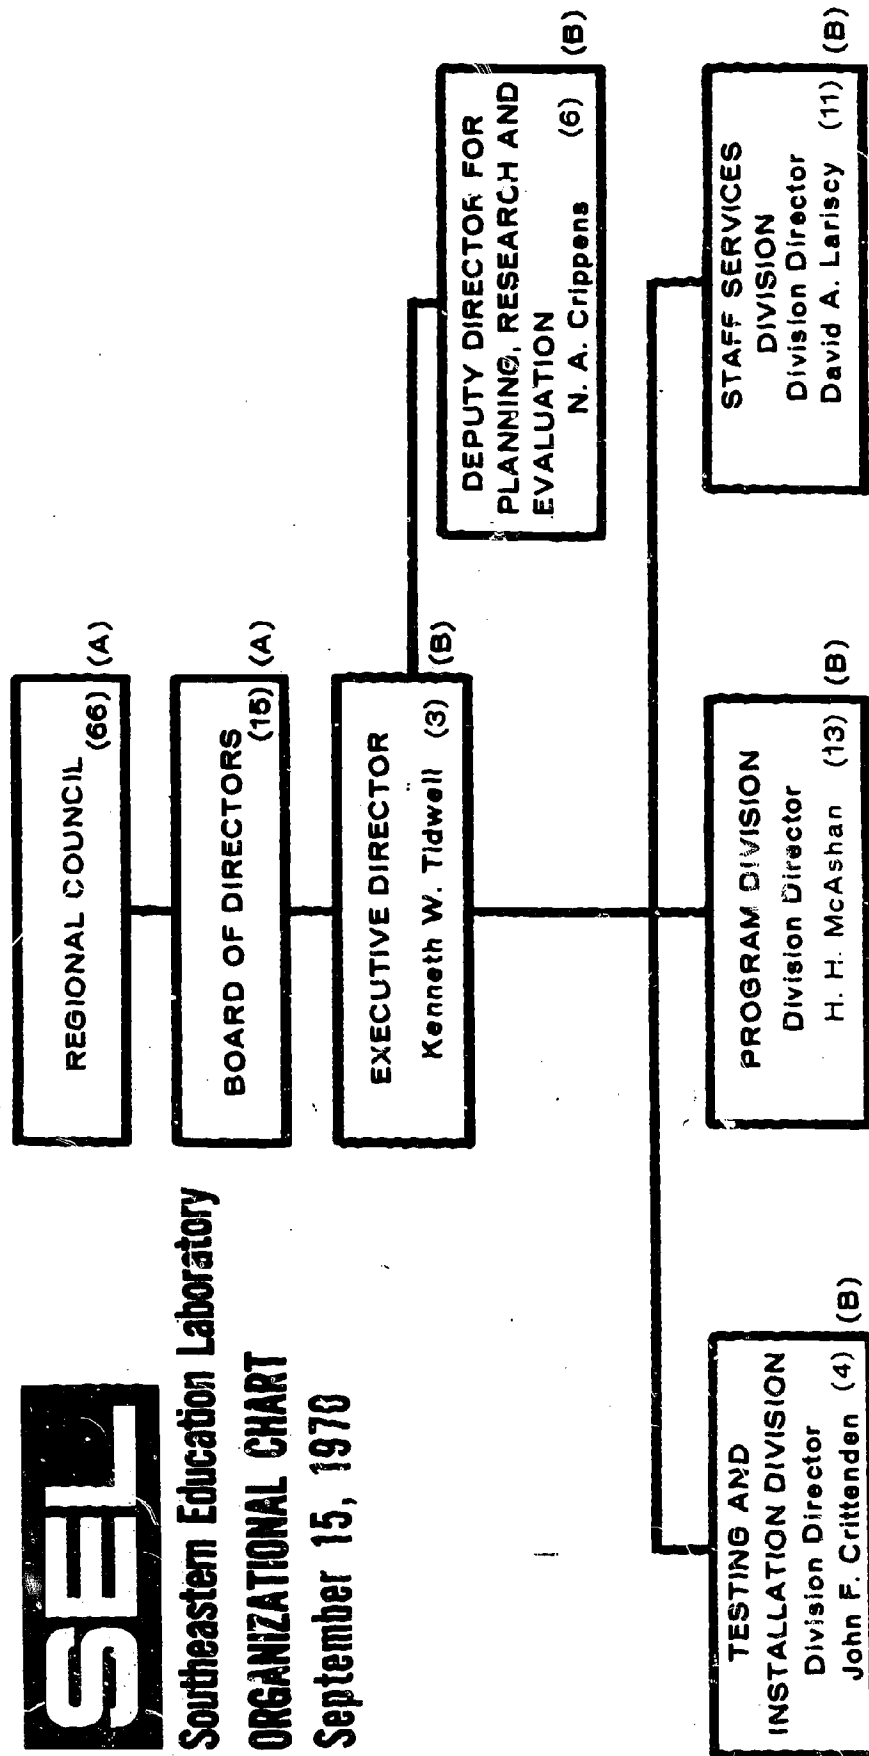 SEL
Southeastern Education Laboratory
ORGANIZATIONAL CHART
September 15, 1970
REGIONAL COUNCIL
(66) (A)
BOARD OF DIRECTORS
(15) (A)
EXECUTIVE DIRECTOR
Kenneth W. Tidwell (3) (B)
DEPUTY DIRECTOR FOR
PLANNING, RESEARCH AND
EVALUATION
N. A. Crippens (6) (B)
TESTING AND
INSTALLATION DIVISION
Division Director
John F. Crittenden (4) (B)
PROGRAM DIVISION
Division Director
H. H. McAshan (13) (B)
STAFF SERVICES
DIVISION
Division Director
David A. Lariscy (11) (B)